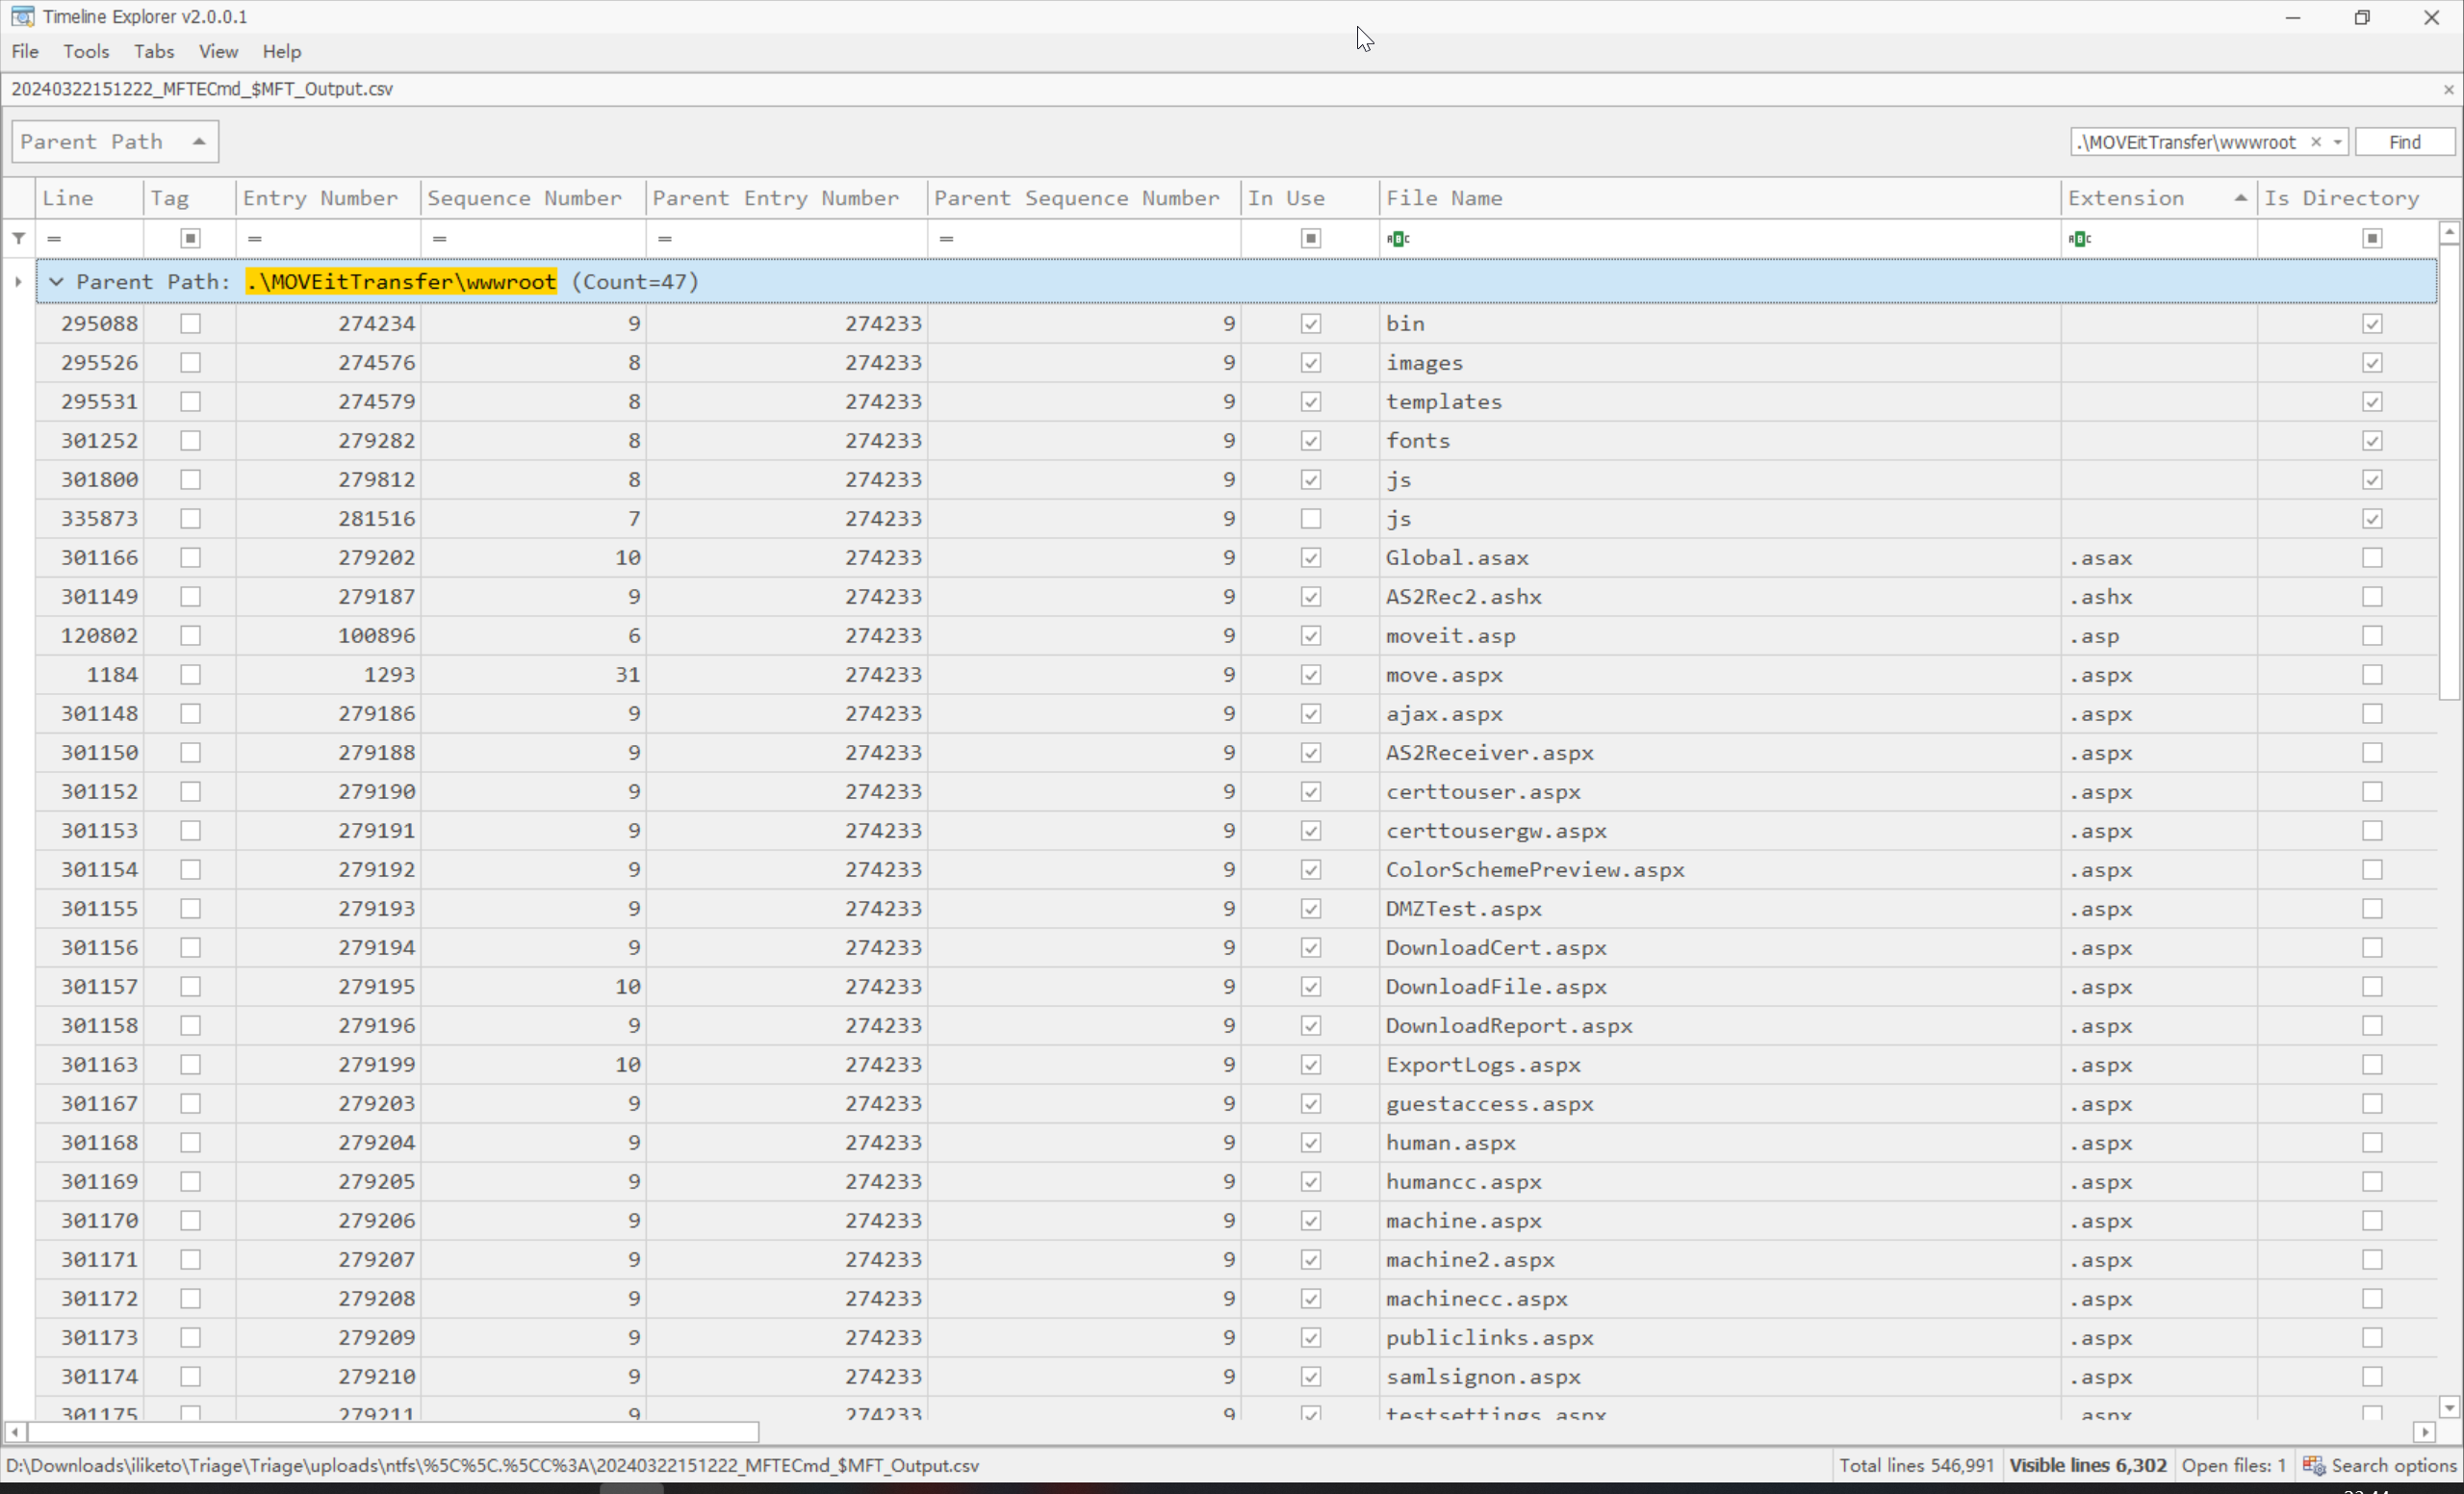 Timeline Explorer v2.0.0.1
File Tools Tabs View Help
20240322151222_MFTECmd_$MFT_Output.csv
Parent Path .\MOVEitTransfer\wwwroot Find
Line Tag Entry Number Sequence Number Parent Entry Number Parent Sequence Number In Use File Name Extension Is Directory
= = = = = ABC ABC
Parent Path: .\MOVEitTransfer\wwwroot (Count=47)
295088 274234 9 274233 9 bin
295526 274576 8 274233 9 images
295531 274579 8 274233 9 templates
301252 279282 8 274233 9 fonts
301800 279812 8 274233 9 js
335873 281516 7 274233 9 js
301166 279202 10 274233 9 Global.asax .asax
301149 279187 9 274233 9 AS2Rec2.ashx .ashx
120802 100896 6 274233 9 moveit.asp .asp
1184 1293 31 274233 9 move.aspx .aspx
301148 279186 9 274233 9 ajax.aspx .aspx
301150 279188 9 274233 9 AS2Receiver.aspx .aspx
301152 279190 9 274233 9 certtouser.aspx .aspx
301153 279191 9 274233 9 certtousergw.aspx .aspx
301154 279192 9 274233 9 ColorSchemePreview.aspx .aspx
301155 279193 9 274233 9 DMZTest.aspx .aspx
301156 279194 9 274233 9 DownloadCert.aspx .aspx
301157 279195 10 274233 9 DownloadFile.aspx .aspx
301158 279196 9 274233 9 DownloadReport.aspx .aspx
301163 279199 10 274233 9 ExportLogs.aspx .aspx
301167 279203 9 274233 9 guestaccess.aspx .aspx
301168 279204 9 274233 9 human.aspx .aspx
301169 279205 9 274233 9 humancc.aspx .aspx
301170 279206 9 274233 9 machine.aspx .aspx
301171 279207 9 274233 9 machine2.aspx .aspx
301172 279208 9 274233 9 machinecc.aspx .aspx
301173 279209 9 274233 9 publiclinks.aspx .aspx
301174 279210 9 274233 9 samlsignon.aspx .aspx
301175 279211 9 274233 9 testsettings.aspx .aspx
D:\Downloads\iliketo\Triage\Triage\uploads\ntfs\%5C%5C.%5CC%3A\20240322151222_MFTECmd_$MFT_Output.csv Total lines 546,991 Visible lines 6,302 Open files: 1 Search options